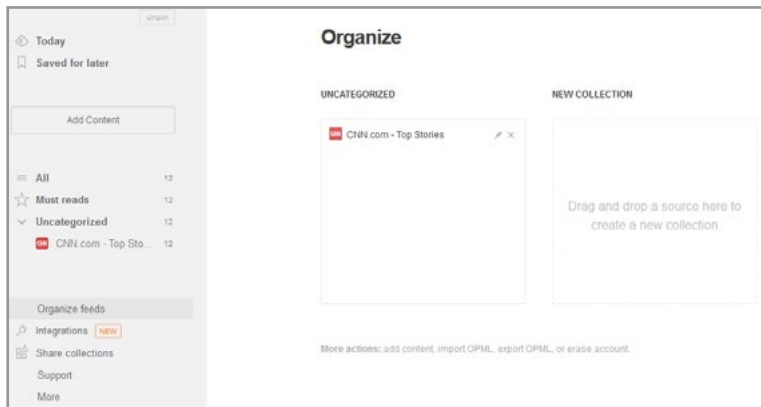 Unpin
Today
Saved for later
Add Content
All 12
Must reads 12
Uncategorized 12
CNN CNN.com - Top Sto... 12
Organize feeds
Integrations NEW
Share collections
Support
More
Organize
UNCATEGORIZED
CNN CNN.com - Top Stories
NEW COLLECTION
Drag and drop a source here to
create a new collection
More actions: add content, import OPML, export OPML, or erase account.